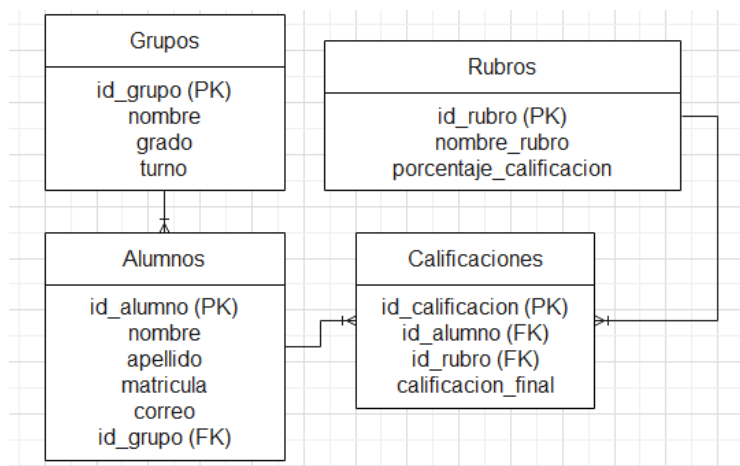 Grupos
id_grupo (PK)
nombre
grado
turno
Rubros
id_rubro (PK)
nombre_rubro
porcentaje_calificacion
Alumnos
id_alumno (PK)
nombre
apellido
matricula
correo
id_grupo (FK)
Calificaciones
id_calificacion (PK)
id_alumno (FK)
id_rubro (FK)
calificacion_final